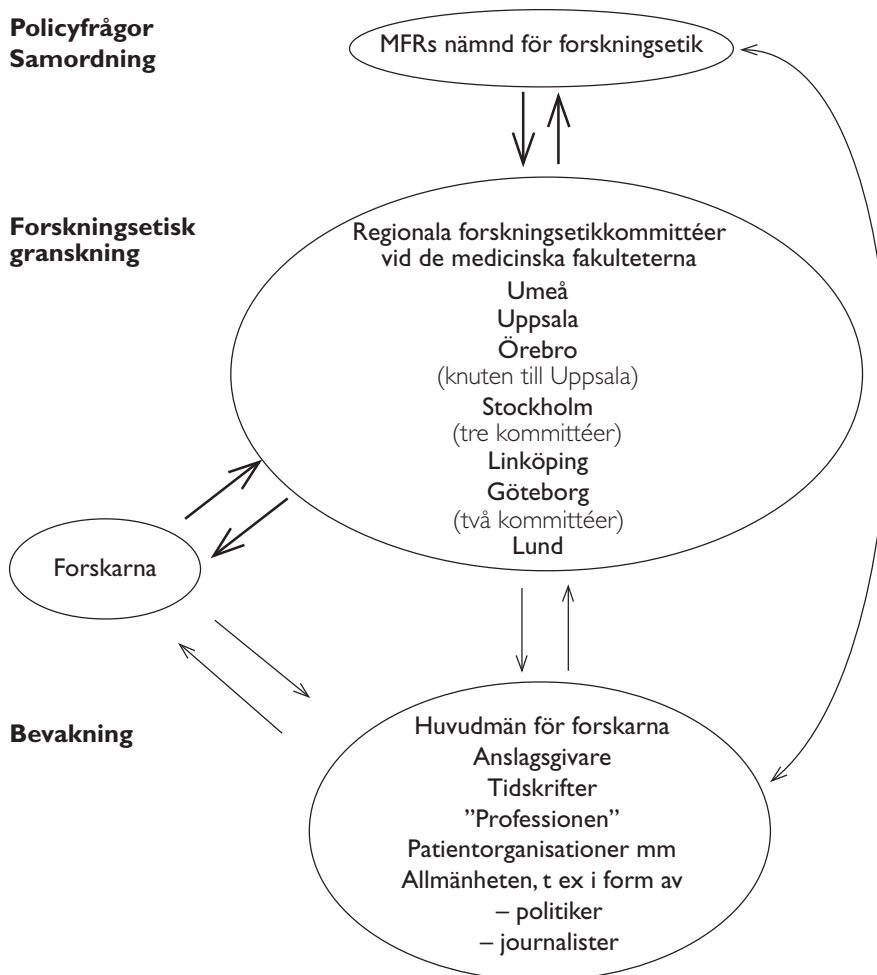 Policyfrågor
Samordning
MFRs nämnd för forskningsetik
Forskningsetisk
granskning
Regionala forskningsetikkommittéer
vid de medicinska fakulteterna
Umeå
Uppsala
Örebro
(knuten till Uppsala)
Stockholm
(tre kommittéer)
Linköping
Göteborg
(två kommittéer)
Lund
Forskarna
Bevakning
Huvudmän för forskarna
Anslagsgivare
Tidskrifter
”Professionen”
Patientorganisationer mm
Allmänheten, t ex i form av
– politiker
– journalister